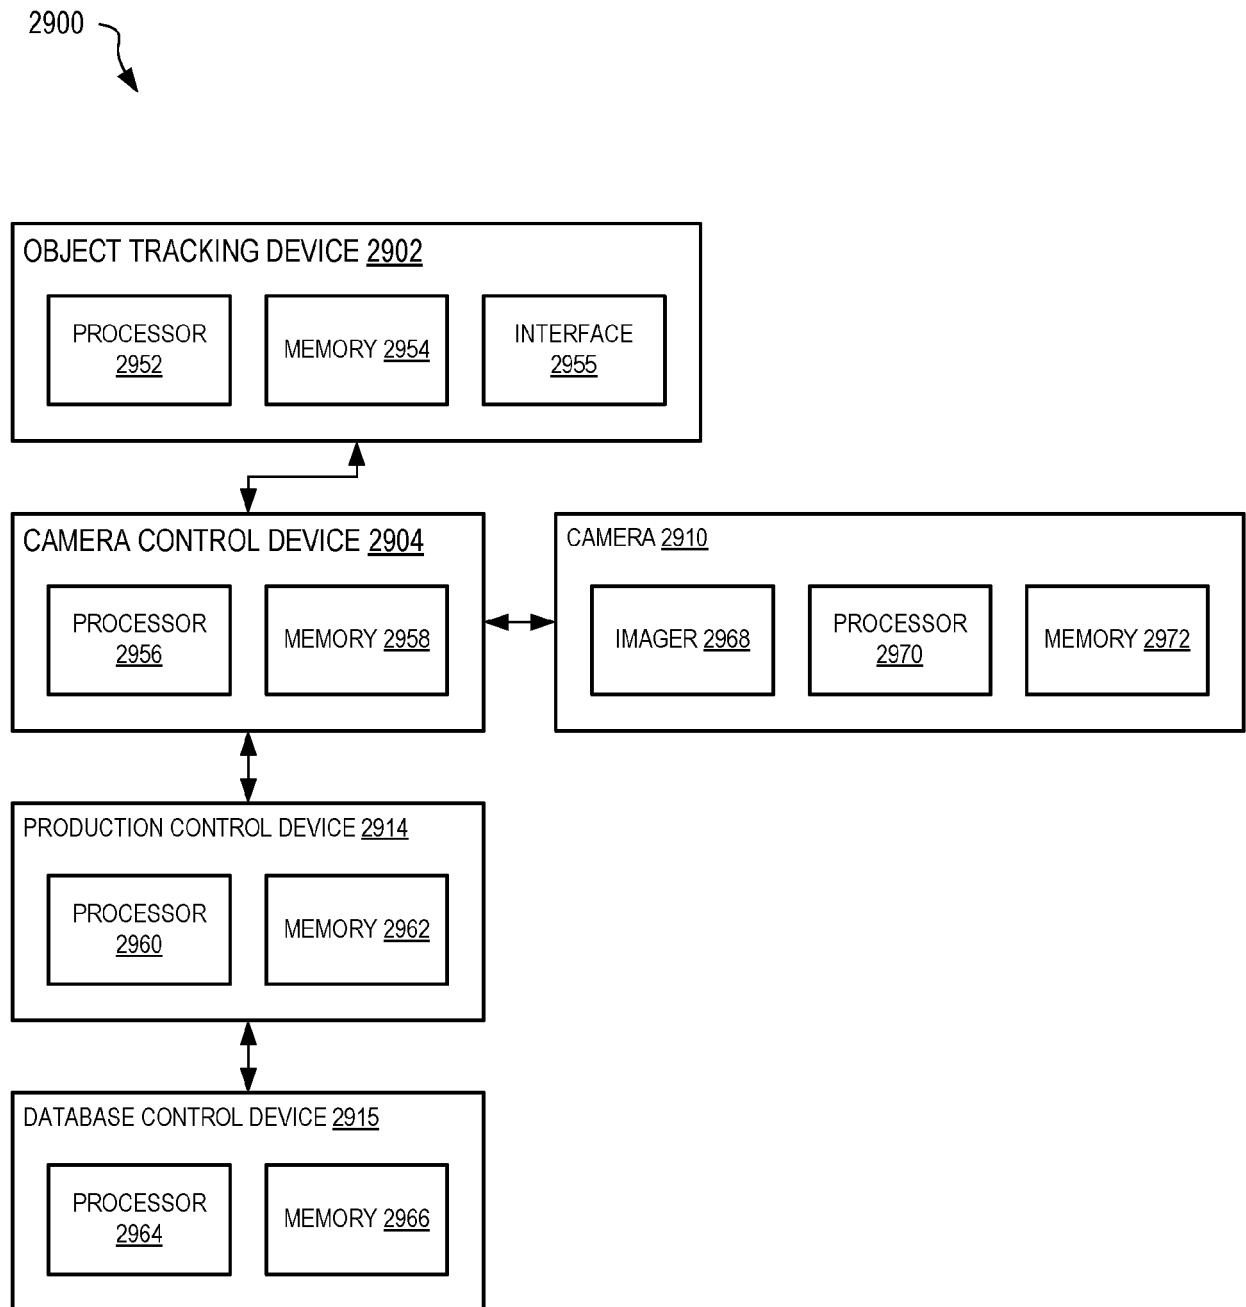 2900
OBJECT TRACKING DEVICE 2902
PROCESSOR
2952
MEMORY 2954
INTERFACE
2955
CAMERA CONTROL DEVICE 2904
PROCESSOR
2956
MEMORY 2958
CAMERA 2910
IMAGER 2968
PROCESSOR
2970
MEMORY 2972
PRODUCTION CONTROL DEVICE 2914
PROCESSOR
2960
MEMORY 2962
DATABASE CONTROL DEVICE 2915
PROCESSOR
2964
MEMORY 2966